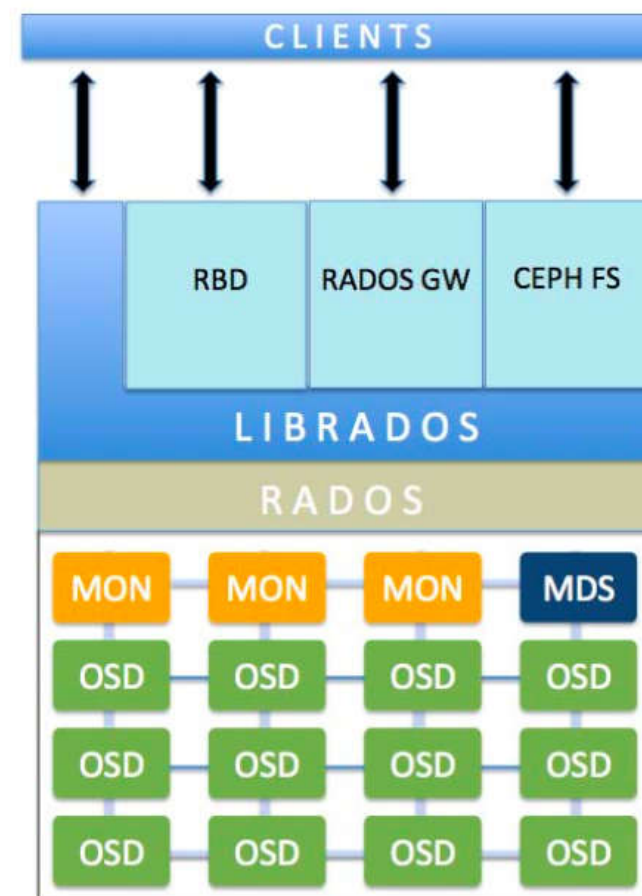 CLIENTS
RBD RADOS GW CEPH FS
LIBRADOS
RADOS
MON MON MON MDS
OSD OSD OSD OSD
OSD OSD OSD OSD
OSD OSD OSD OSD